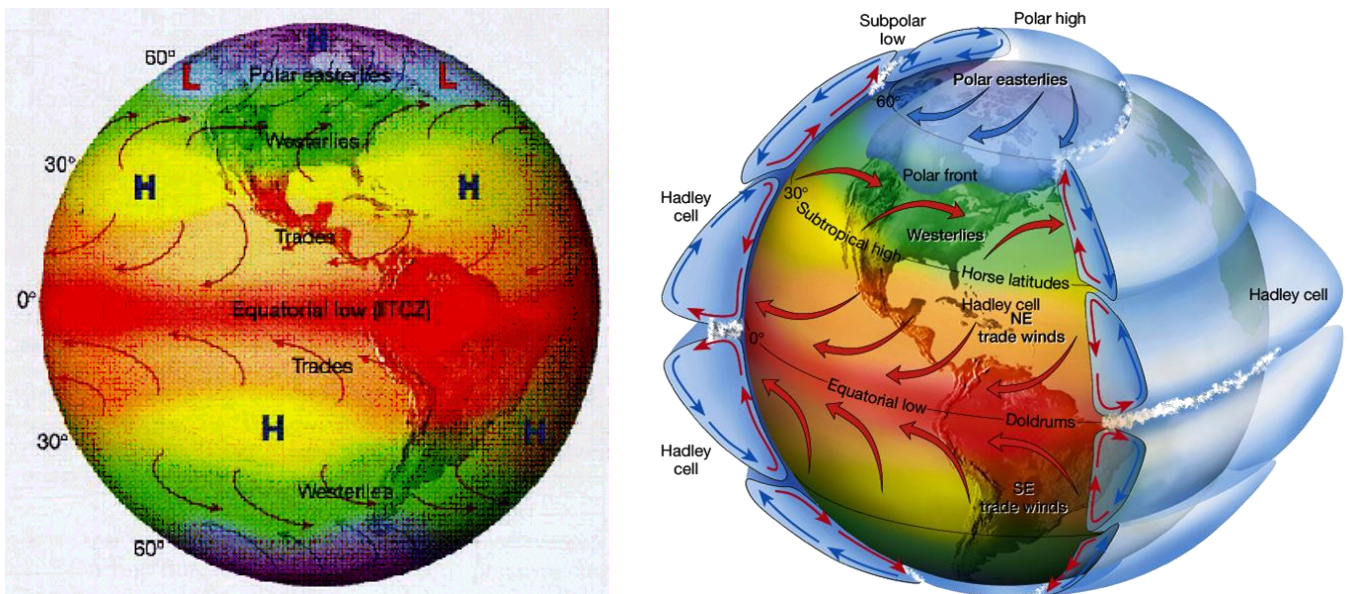 H
60°
L
Polar easterlies
L
Westerlies
30°
H
H
Trades
0°
Equatorial low (ITCZ)
Trades
H
30°
H
Westerlies
60°
Subpolar
low
Polar high
Polar easterlies
60°
Polar front
Hadley
cell
30°
Subtropical high
Westerlies
Horse latitudes
Hadley cell
Hadley cell
NE
trade winds
0°
Equatorial low
Doldrums
Hadley
cell
SE
trade winds